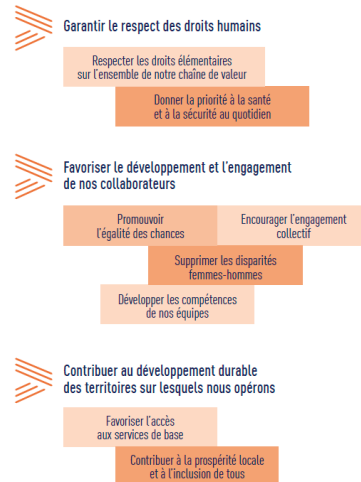 Garantir le respect des droits humains
Respecter les droits élémentaires
sur l'ensemble de notre chaîne de valeur
Donner la priorité à la santé
et à la sécurité au quotidien
Favoriser le développement et l'engagement
de nos collaborateurs
Promouvoir
l'égalité des chances
Encourager l'engagement
collectif
Supprimer les disparités
femmes-hommes
Développer les compétences
de nos équipes
Contribuer au développement durable
des territoires sur lesquels nous opérons
Favoriser l'accès
aux services de base
Contribuer à la prospérité locale
et à l'inclusion de tous